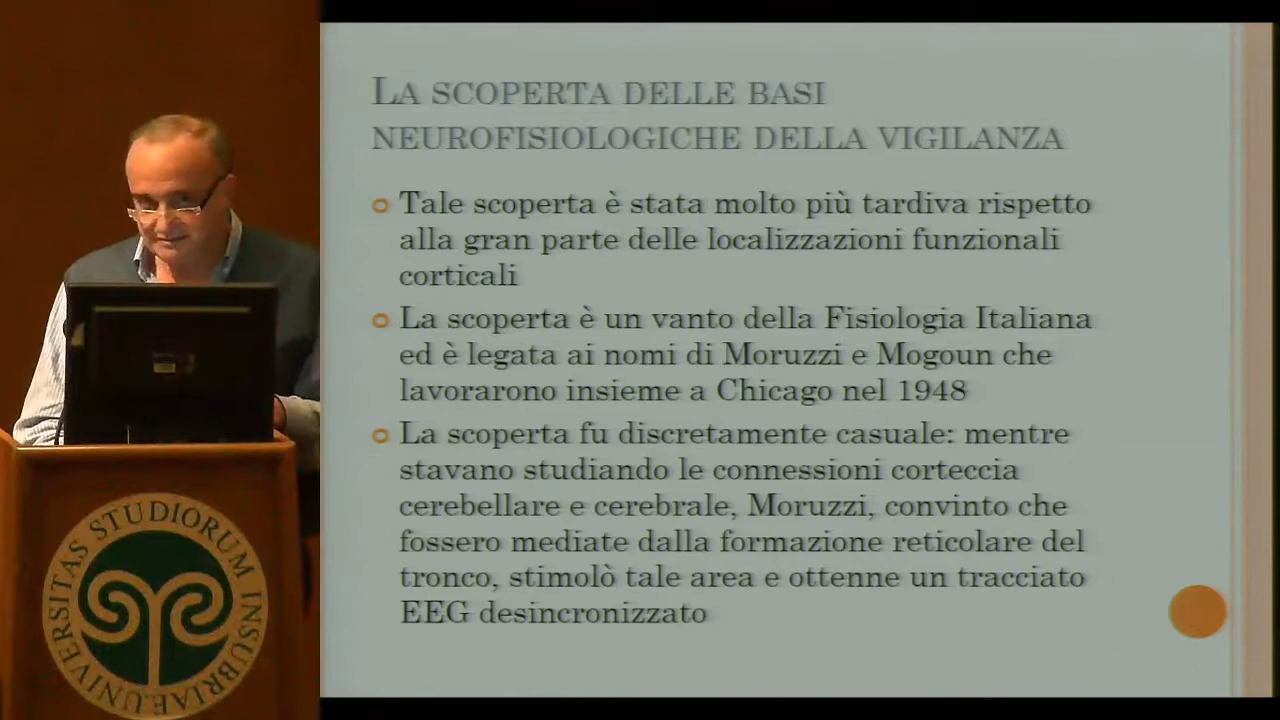 LA SCOPERTA DELLE BASI
NEUROFISIOLOGICHE DELLA VIGILANZA
Tale scoperta è stata molto più tardiva rispetto
alla gran parte delle localizzazioni funzionali
corticali
La scoperta è un vanto della Fisiologia Italiana
ed è legata ai nomi di Moruzzi e Mogoun che
lavorarono insieme a Chicago nel 1948
La scoperta fu discretamente casuale: mentre
stavano studiando le connessioni corteccia
cerebellare e cerebrale, Moruzzi, convinto che
fossero mediate dalla formazione reticolare del
tronco, stimolò tale area e ottenne un tracciato
EEG desincronizzato
UNIVERSITAS STUDIORUM INSUBRIAE